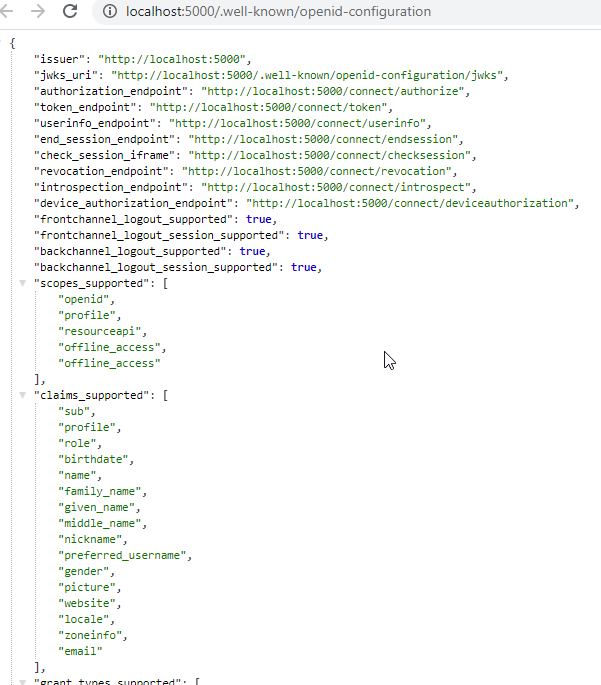 localhost:5000/.well-known/openid-configuration
{
"issuer": "http://localhost:5000",
"jwks_uri": "http://localhost:5000/.well-known/openid-configuration/jwks",
"authorization_endpoint": "http://localhost:5000/connect/authorize",
"token_endpoint": "http://localhost:5000/connect/token",
"userinfo_endpoint": "http://localhost:5000/connect/userinfo",
"end_session_endpoint": "http://localhost:5000/connect/endsession",
"check_session_iframe": "http://localhost:5000/connect/checksession",
"revocation_endpoint": "http://localhost:5000/connect/revocation",
"introspection_endpoint": "http://localhost:5000/connect/introspect",
"device_authorization_endpoint": "http://localhost:5000/connect/deviceauthorization",
"frontchannel_logout_supported": true,
"frontchannel_logout_session_supported": true,
"backchannel_logout_supported": true,
"backchannel_logout_session_supported": true,
"scopes_supported": [
"openid",
"profile",
"resourceapi",
"offline_access",
"offline_access"
],
"claims_supported": [
"sub",
"profile",
"role",
"birthdate",
"name",
"family_name",
"given_name",
"middle_name",
"nickname",
"preferred_username",
"gender",
"picture",
"website",
"locale",
"zoneinfo",
"email"
],
"grant_types_supported": [